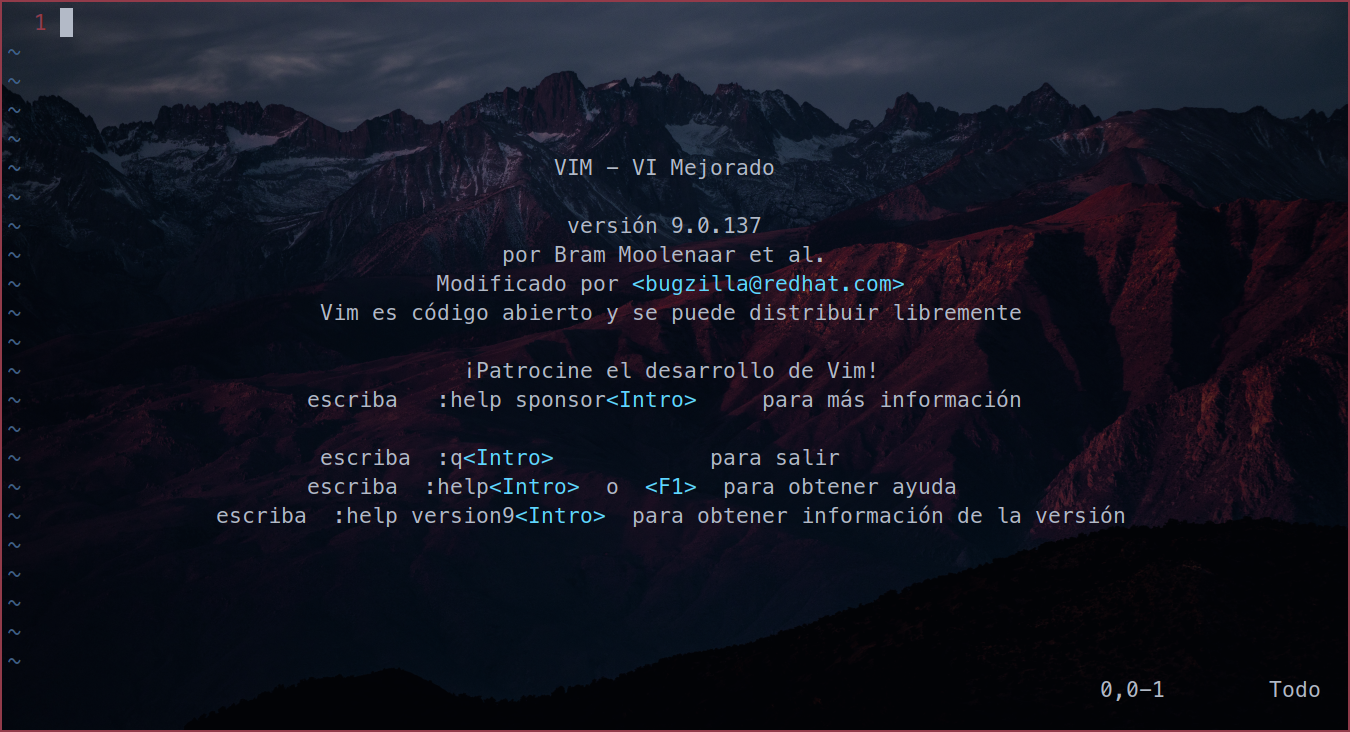 1
~
~
~
~
~ VIM - VI Mejorado
~
~ versión 9.0.137
~ por Bram Moolenaar et al.
~ Modificado por <bugzilla@redhat.com>
~ Vim es código abierto y se puede distribuir libremente
~
~ ¡Patrocine el desarrollo de Vim!
~ escriba :help sponsor<Intro> para más información
~
~ escriba :q<Intro> para salir
~ escriba :help<Intro> o <F1> para obtener ayuda
~ escriba :help version9<Intro> para obtener información de la versión
~
~
~
~
~
0,0-1 Todo